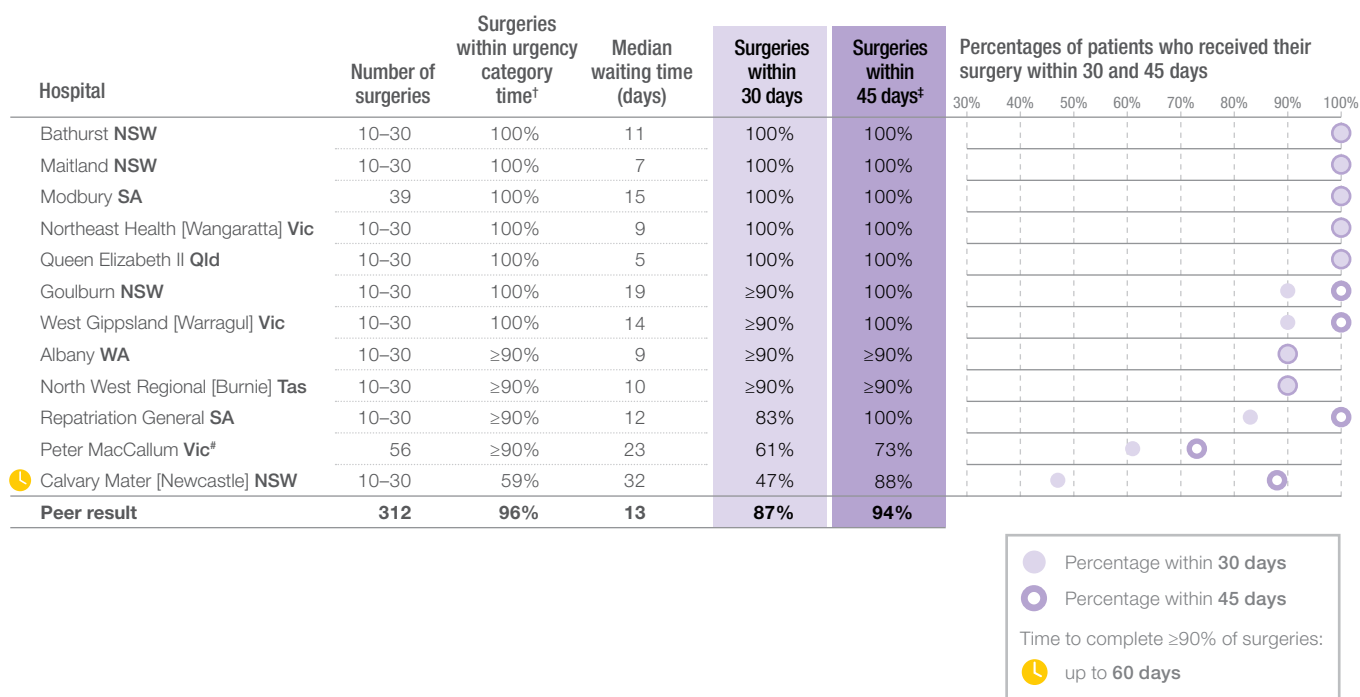 Hospital Number of surgeries Surgeries within urgency category time† Median waiting time (days) Surgeries within 30 days Surgeries within 45 days‡ Percentages of patients who received their surgery within 30 and 45 days
30% 40% 50% 60% 70% 80% 90% 100%
Bathurst NSW 10–30 100% 11 100% 100%
Maitland NSW 10–30 100% 7 100% 100%
Modbury SA 39 100% 15 100% 100%
Northeast Health [Wangaratta] Vic 10–30 100% 9 100% 100%
Queen Elizabeth II Qld 10–30 100% 5 100% 100%
Goulburn NSW 10–30 100% 19 ≥90% 100%
West Gippsland [Warragul] Vic 10–30 100% 14 ≥90% 100%
Albany WA 10–30 ≥90% 9 ≥90% ≥90%
North West Regional [Burnie] Tas 10–30 ≥90% 10 ≥90% ≥90%
Repatriation General SA 10–30 ≥90% 12 83% 100%
Peter MacCallum Vic# 56 ≥90% 23 61% 73%
Calvary Mater [Newcastle] NSW 10–30 59% 32 47% 88%
Peer result 312 96% 13 87% 94%
Percentage within 30 days
Percentage within 45 days
Time to complete ≥90% of surgeries:
up to 60 days